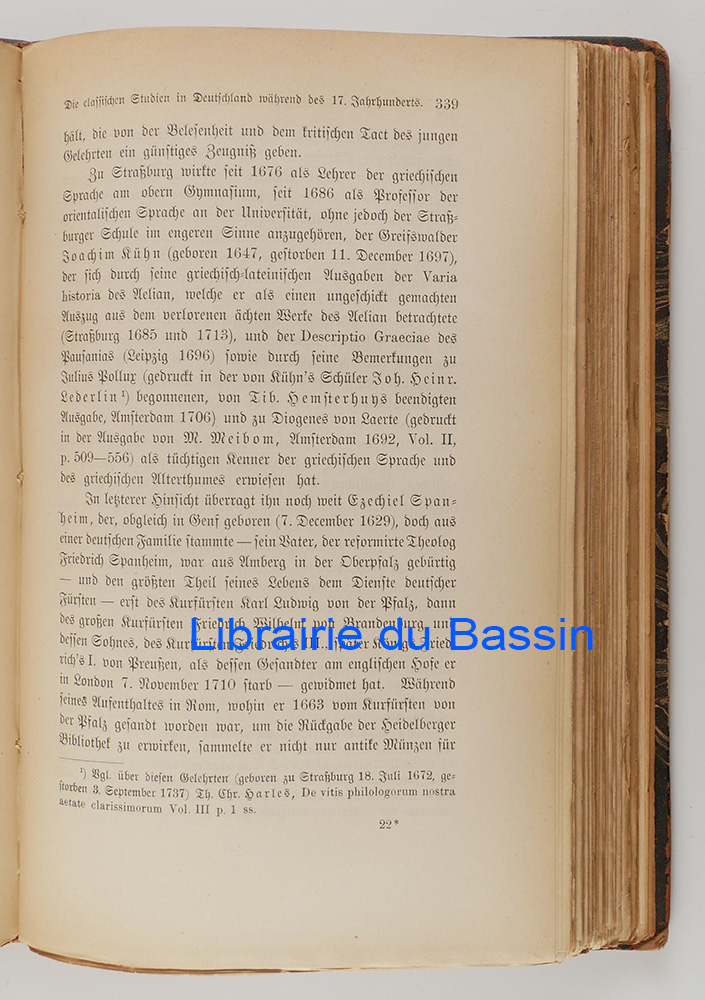 Die classischen Studien in Deutschland während des 17. Jahrhunderts. 339
hält, die von der Belesenheit und dem kritischen Tact des jungen
Gelehrten ein günstiges Zeugniß geben.
Zu Straßburg wirkte seit 1676 als Lehrer der griechischen
Sprache am obern Gymnasium, seit 1686 als Professor der
orientalischen Sprache an der Universität, ohne jedoch der Straß-
burger Schule im engeren Sinne anzugehören, der Greifswalder
Joachim Kühn (geboren 1647, gestorben 11. December 1697),
der sich durch seine griechisch-lateinischen Ausgaben der Varia
historia des Aelian, welche er als einen ungeschickt gemachten
Auszug aus dem verlorenen ächten Werke des Aelian betrachtete
(Straßburg 1685 und 1713), und der Descriptio Graeciae des
Pausanias (Leipzig 1696) sowie durch seine Bemerkungen zu
Julius Pollux (gedruckt in der von Kühn's Schüler Joh. Heinr.
Lederlin ¹) begonnenen, von Tib. Hemsterhuys beendigten
Ausgabe, Amsterdam 1706) und zu Diogenes von Laerte (gedruckt
in der Ausgabe von M. Meibom, Amsterdam 1692, Vol. II,
p. 509—556) als tüchtigen Kenner der griechischen Sprache und
des griechischen Alterthumes erwiesen hat.
In letzterer Hinsicht überragt ihn noch weit Ezechiel Span-
heim, der, obgleich in Genf geboren (7. December 1629), doch aus
einer deutschen Familie stammte — sein Vater, der reformirte Theolog
Friedrich Spanheim, war aus Amberg in der Oberpfalz gebürtig
— und den größten Theil seines Lebens dem Dienste deutscher
Fürsten — erst des Kurfürsten Karl Ludwig von der Pfalz, dann
des großen Kurfürsten Friedrich Wilhelm von Brandenburg und
dessen Sohnes, des Kurfürsten Friedrich's III., später Königs Fried-
rich's I. von Preußen, als dessen Gesandter am englischen Hofe er
in London 7. November 1710 starb — gewidmet hat. Während
seines Aufenthaltes in Rom, wohin er 1663 vom Kurfürsten von
der Pfalz gesandt worden war, um die Rückgabe der Heidelberger
Bibliothek zu erwirken, sammelte er nicht nur antike Münzen für
¹) Vgl. über diesen Gelehrten (geboren zu Straßburg 18. Juli 1672, ge-
storben 3. September 1737) Th. Chr. Harles, De vitis philologorum nostra
aetate clarissimorum Vol. III p. 1 ss.
22*
Librairie du Bassin